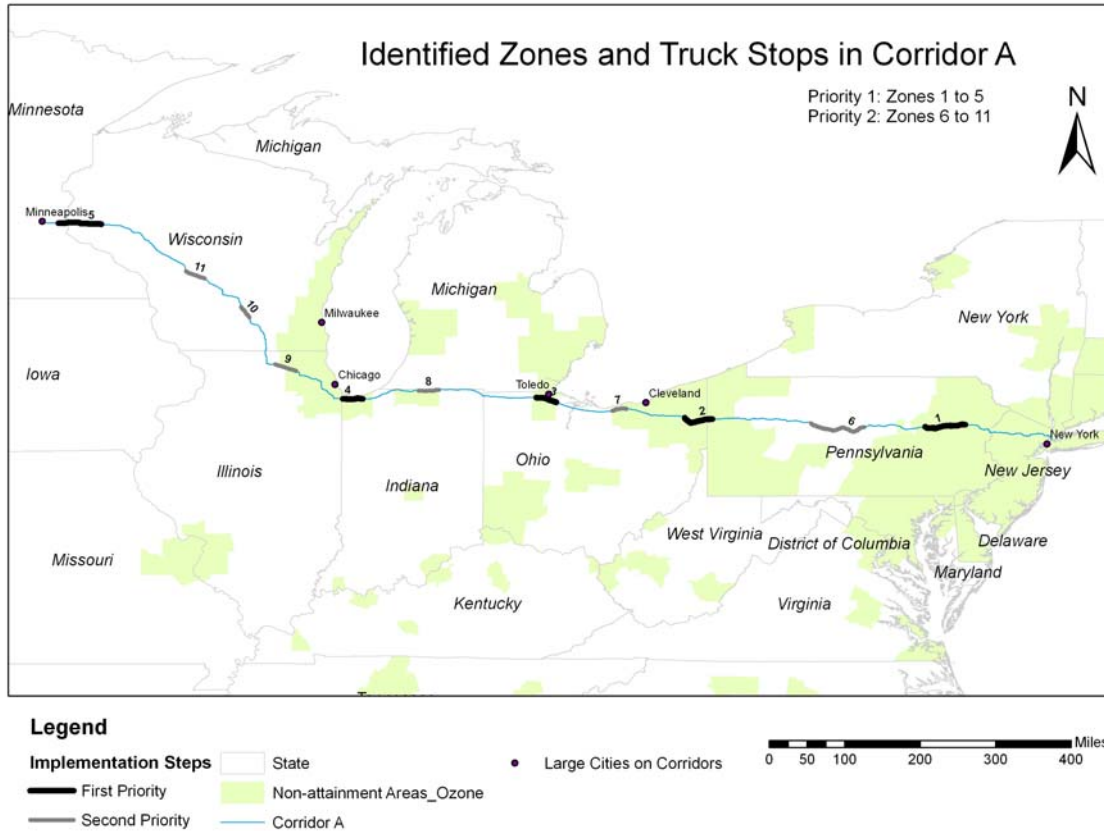 Identified Zones and Truck Stops in Corridor A
Priority 1: Zones 1 to 5
Priority 2: Zones 6 to 11
N
Minnesota
Michigan
Minneapolis
5
Wisconsin
11
10
Michigan
Milwaukee
New York
Iowa
9
Chicago
4
8
Toledo
3
7
Cleveland
2
6
1
New York
Pennsylvania
New Jersey
Illinois
Indiana
Ohio
West Virginia
District of Columbia
Delaware
Missouri
Maryland
Kentucky
Virginia
Legend
Implementation Steps
First Priority
Second Priority
State
Non-attainment Areas_Ozone
Corridor A
Large Cities on Corridors
Miles
0 50 100 200 300 400